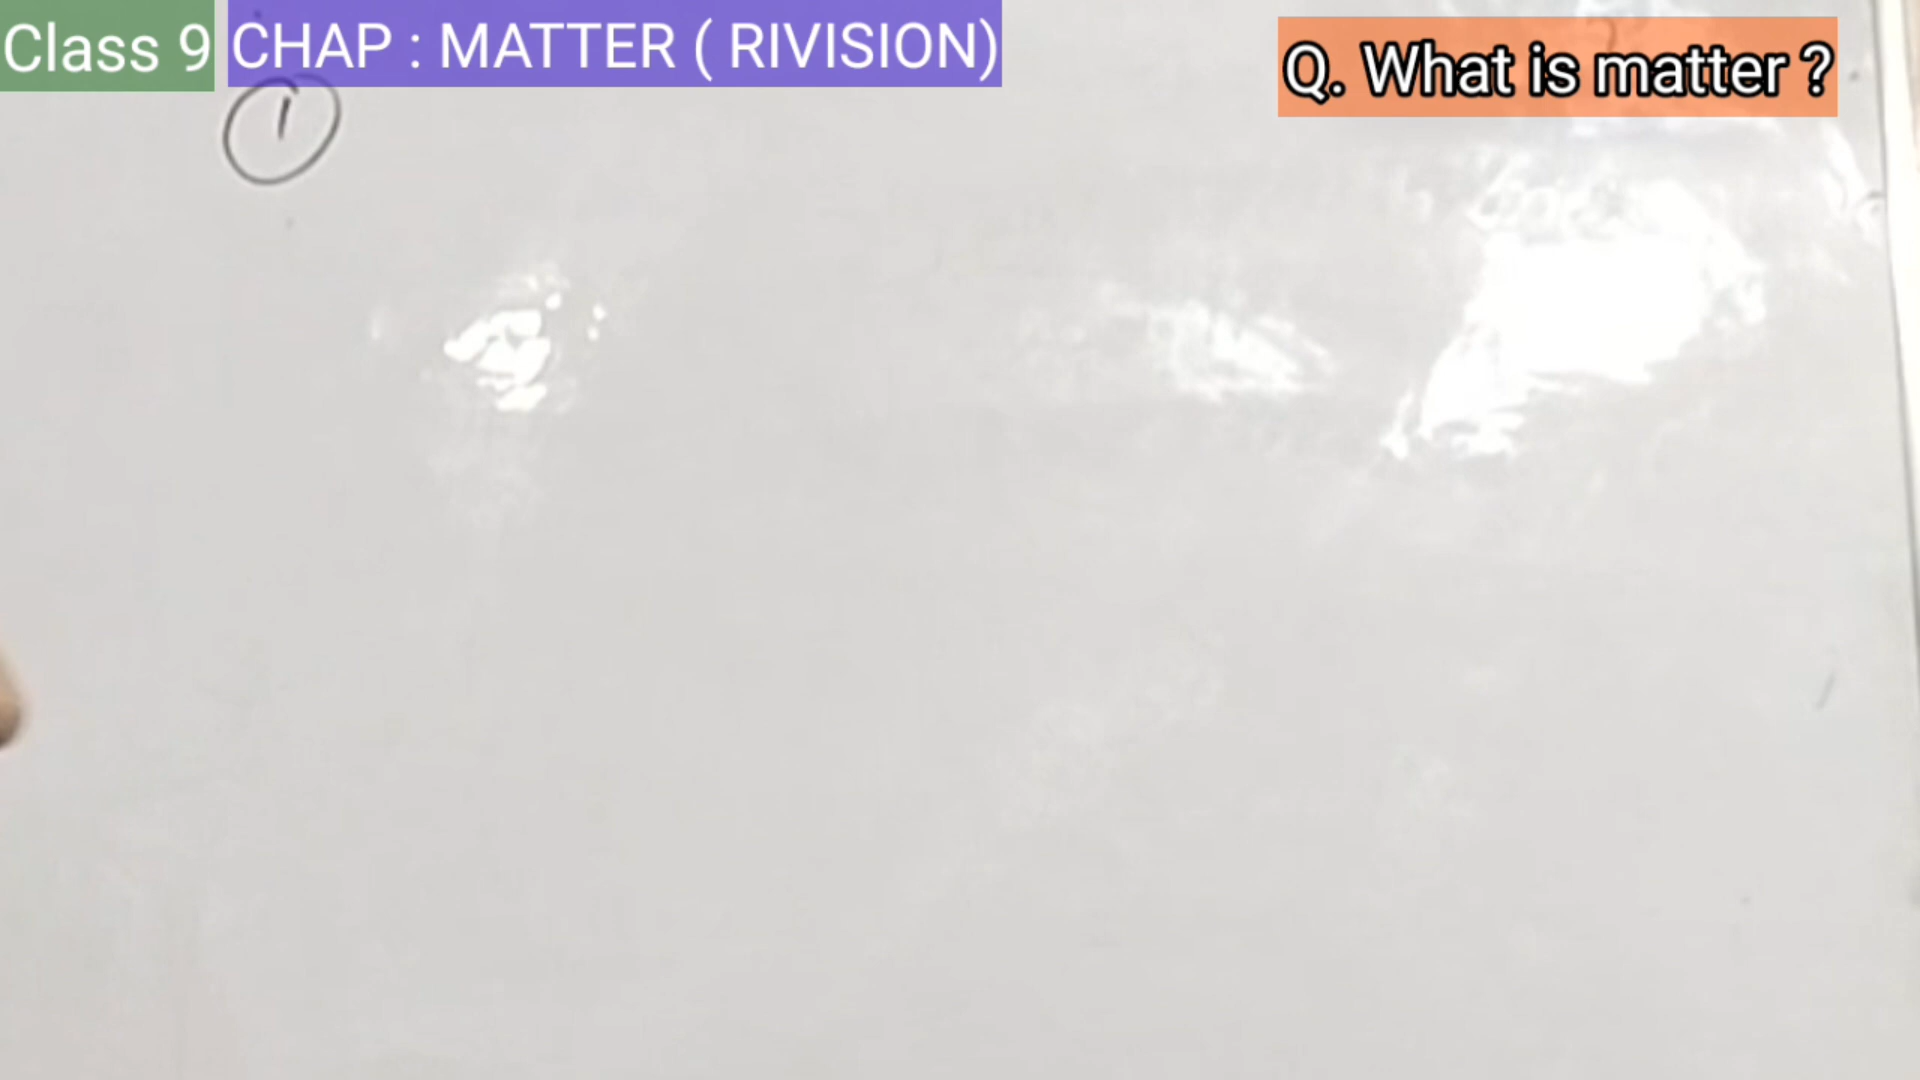 Class 9 CHAP : MATTER ( RIVISION)
Q. What is matter ?
1